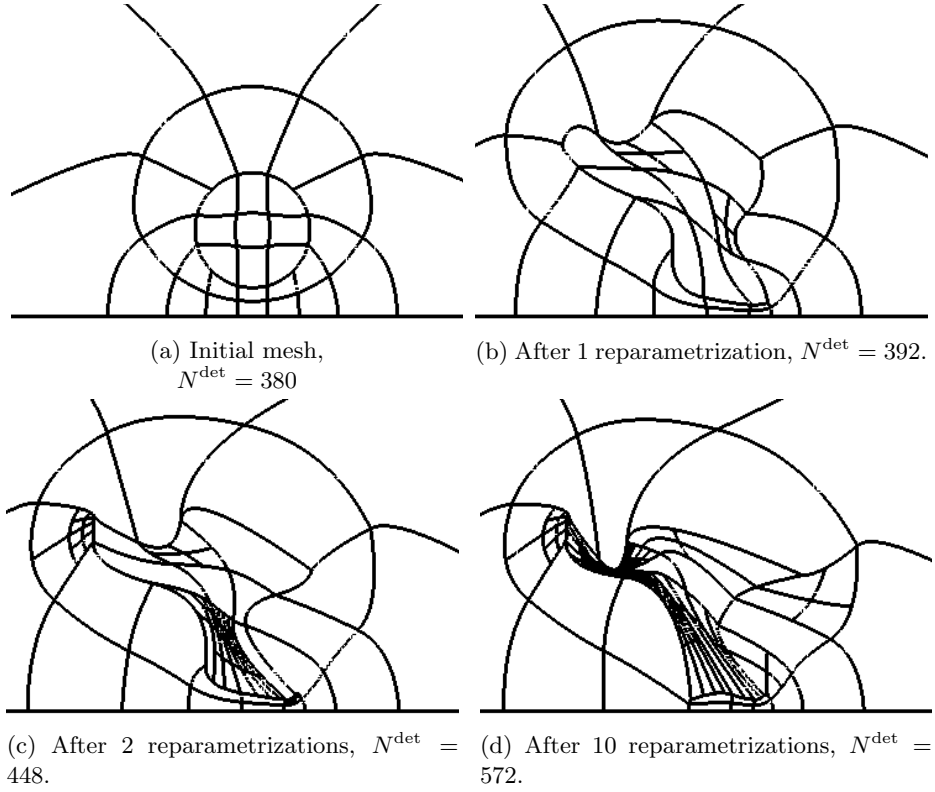 (a) Initial mesh,
N^det = 380
(b) After 1 reparametrization, N^det = 392.
(c) After 2 reparametrizations, N^det =
448.
(d) After 10 reparametrizations, N^det =
572.